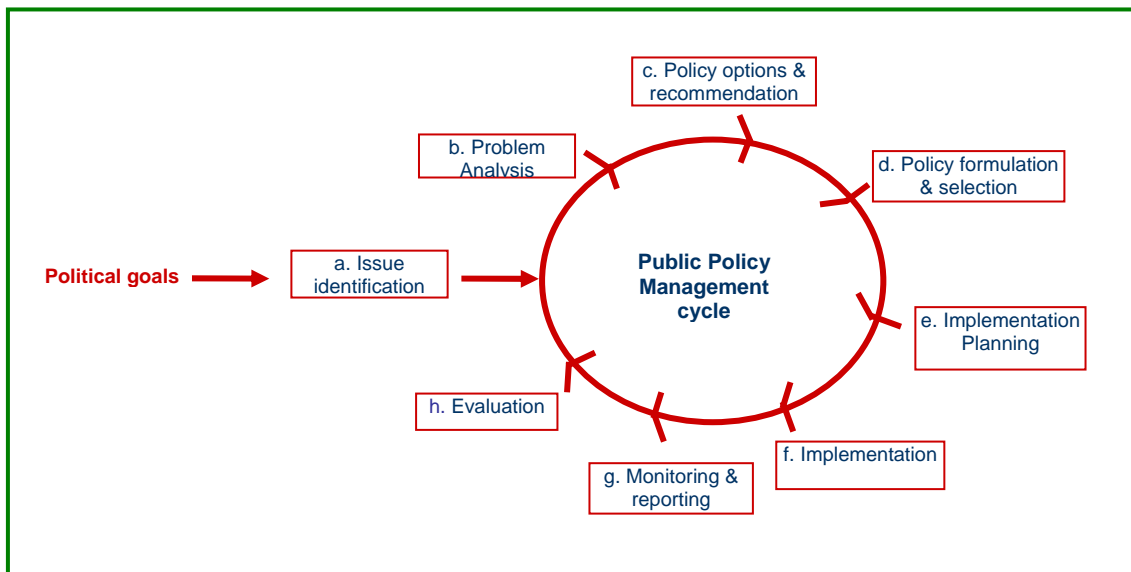 c. Policy options &
recommendation
b. Problem
Analysis
d. Policy formulation
& selection
Political goals
a. Issue
identification
Public Policy
Management
cycle
e. Implementation
Planning
h. Evaluation
f. Implementation
g. Monitoring &
reporting